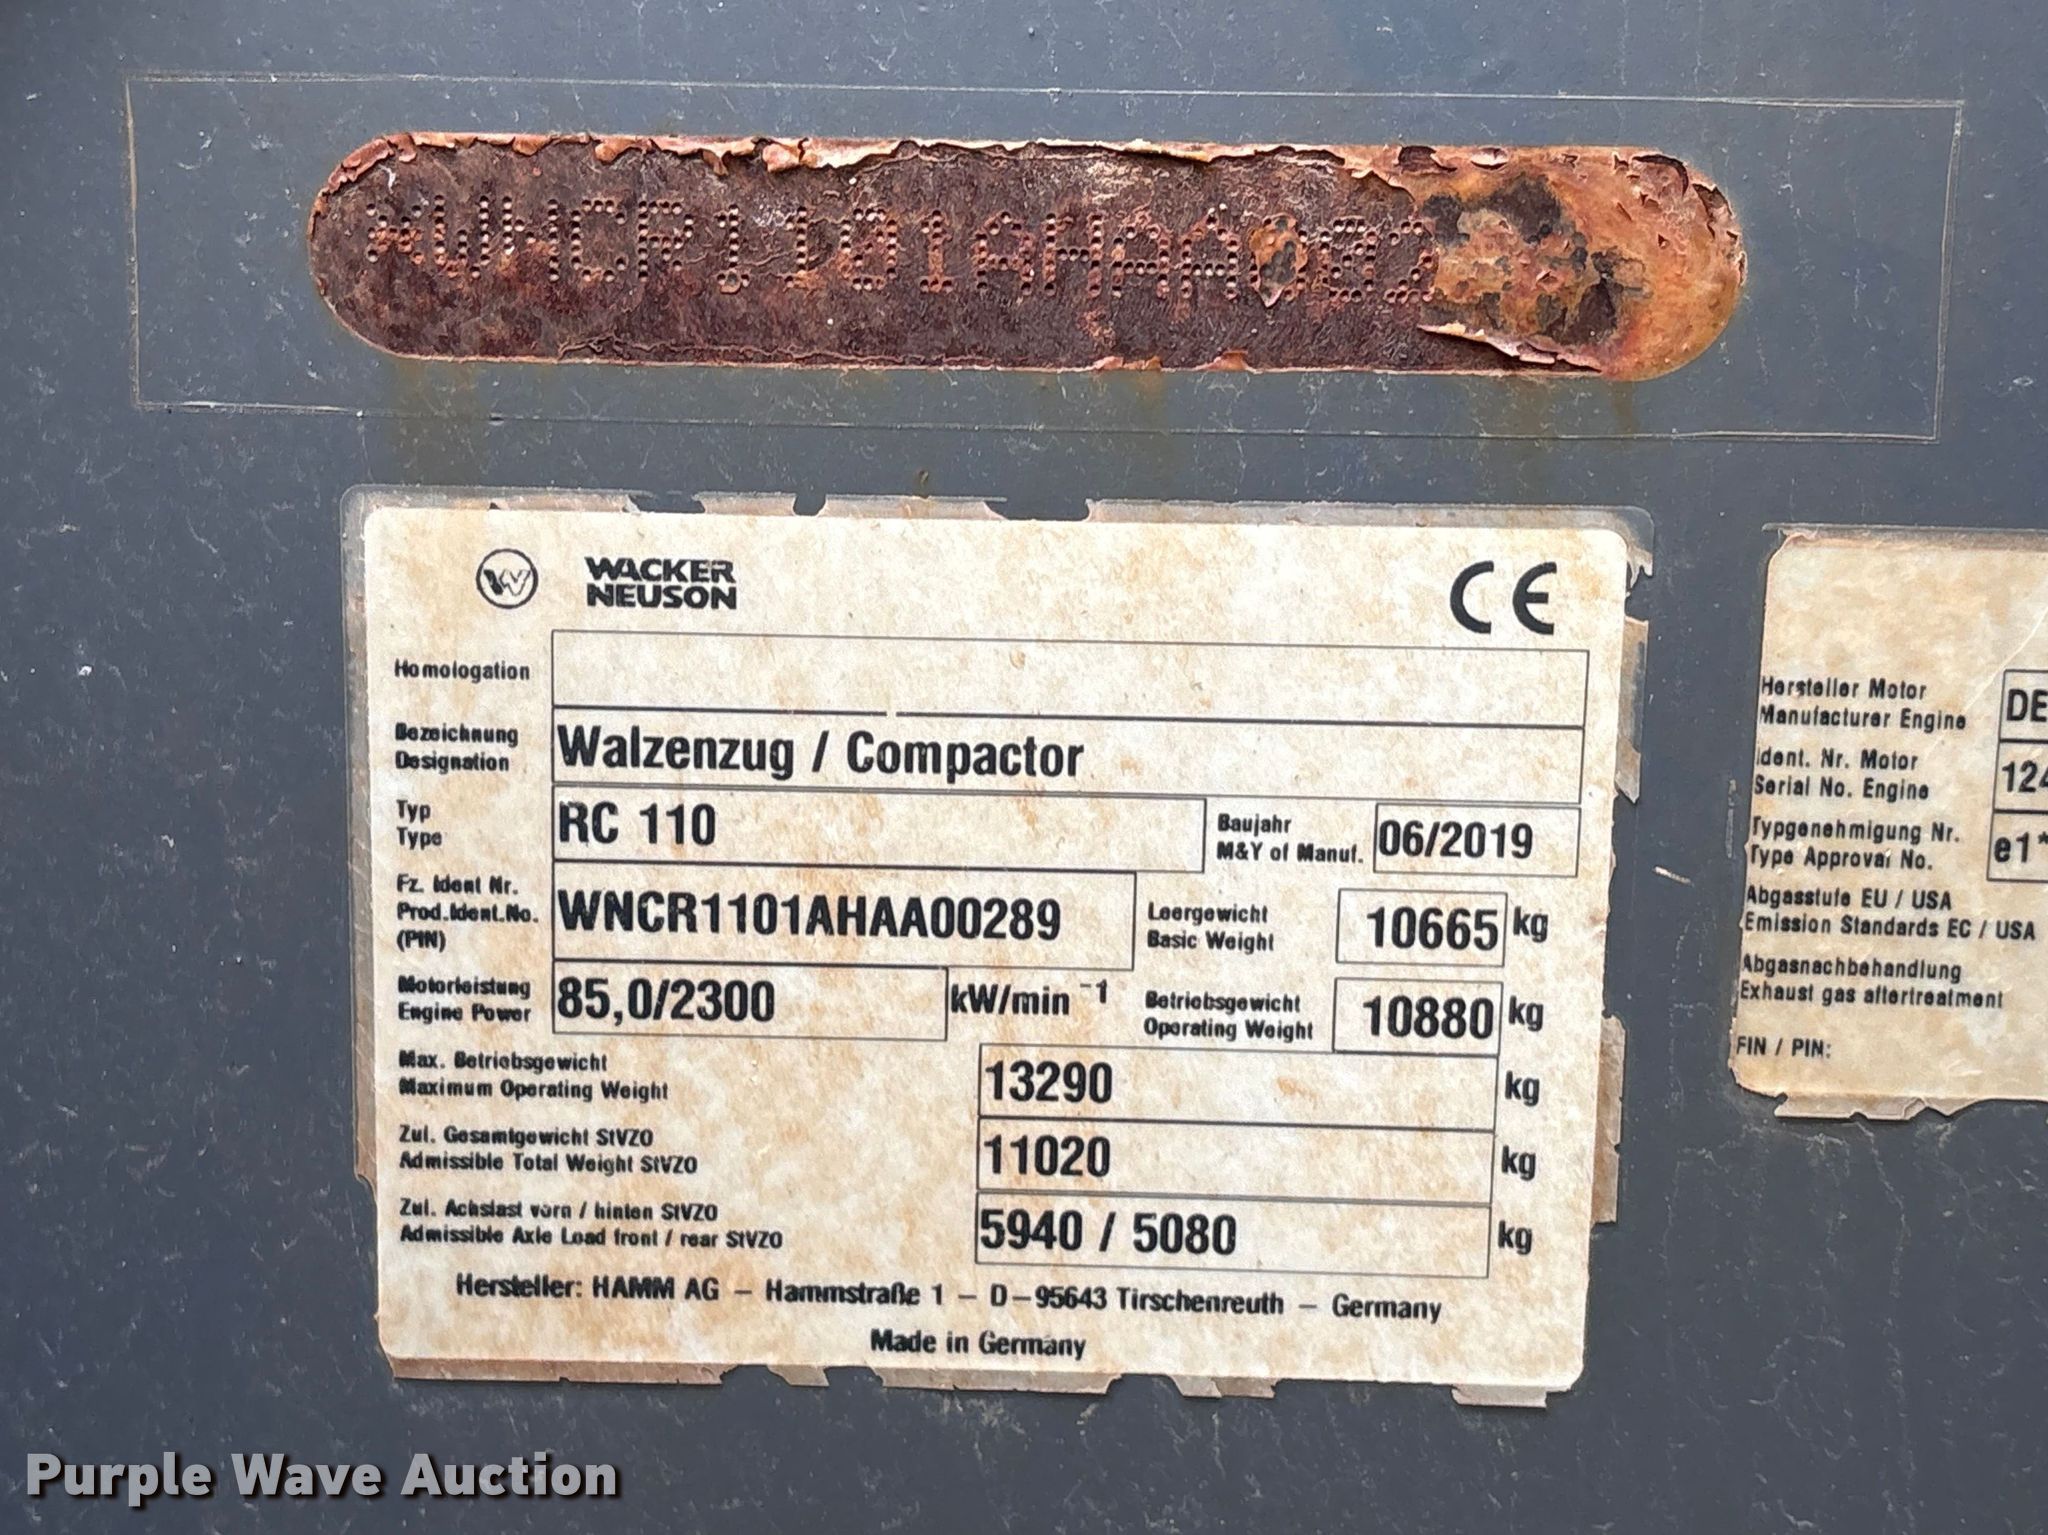 *WNCR1101AHAA002
WACKER
NEUSON
CE
Homologation
Bezeichnung
Designation
Walzenzug / Compactor
Typ
Type
RC 110
Baujahr
M&Y of Manuf.
06/2019
Fz. Ident Nr.
Prod.Ident.No.
(PIN)
WNCR1101AHAA00289
Leergewicht
Basic Weight
10665 kg
Motorleistung
Engine Power
85,0/2300 kW/min⁻¹
Betriebsgewicht
Operating Weight
10880 kg
Max. Betriebsgewicht
Maximum Operating Weight
13290 kg
Zul. Gesamtgewicht StVZO
Admissible Total Weight StVZO
11020 kg
Zul. Achslast vorn / hinten StVZO
Admissible Axle Load front / rear StVZO
5940 / 5080 kg
Hersteller: HAMM AG – Hammstraße 1 – D–95643 Tirschenreuth – Germany
Made in Germany
Hersteller Motor
Manufacturer Engine
DE
Ident. Nr. Motor
Serial No. Engine
124
Typgenehmigung Nr.
Type Approval No.
e1*
Abgasstufe EU / USA
Emission Standards EC / USA
Abgasnachbehandlung
Exhaust gas aftertreatment
FIN / PIN:
Purple Wave Auction